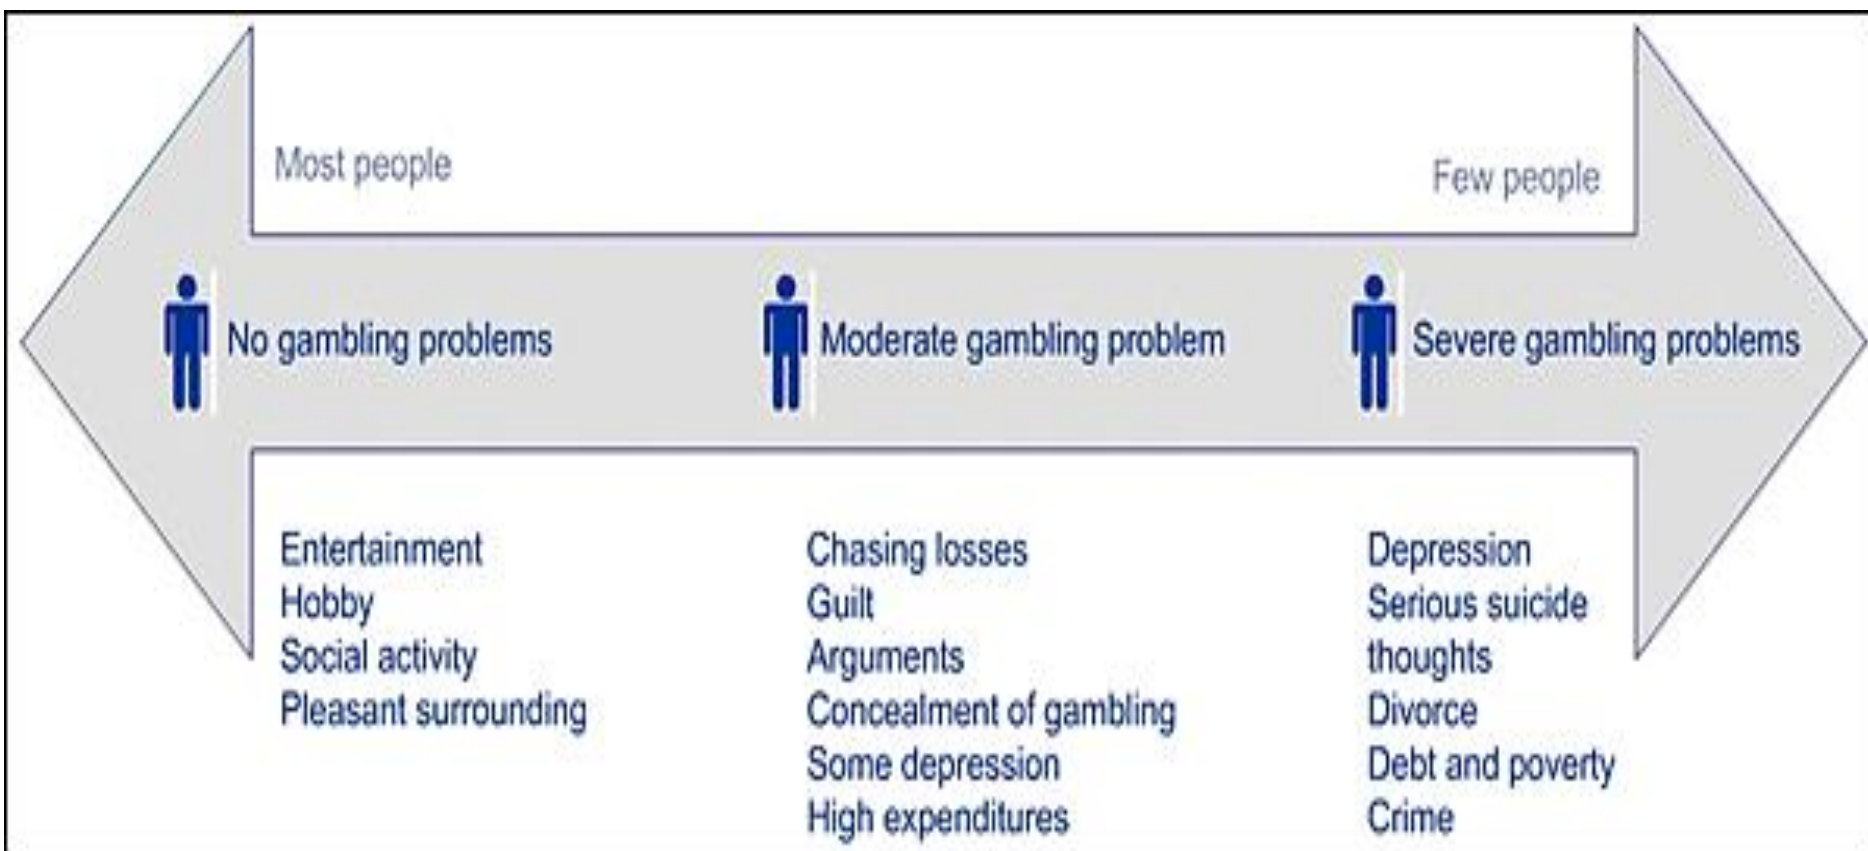 Most people
Few people
No gambling problems
Moderate gambling problem
Severe gambling problems
Entertainment
Hobby
Social activity
Pleasant surrounding
Chasing losses
Guilt
Arguments
Concealment of gambling
Some depression
High expenditures
Depression
Serious suicide
thoughts
Divorce
Debt and poverty
Crime